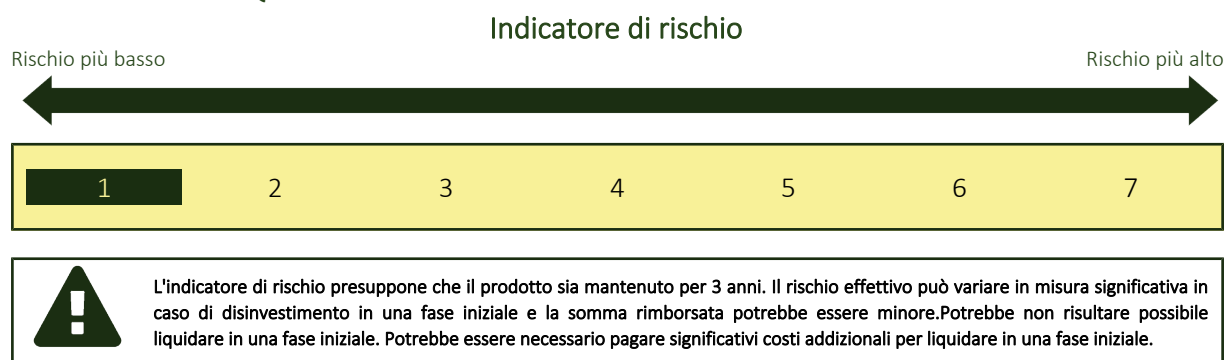 Indicatore di rischio
Rischio più basso
Rischio più alto
1 2 3 4 5 6 7
L'indicatore di rischio presuppone che il prodotto sia mantenuto per 3 anni. Il rischio effettivo può variare in misura significativa in
caso di disinvestimento in una fase iniziale e la somma rimborsata potrebbe essere minore.Potrebbe non risultare possibile
liquidare in una fase iniziale. Potrebbe essere necessario pagare significativi costi addizionali per liquidare in una fase iniziale.